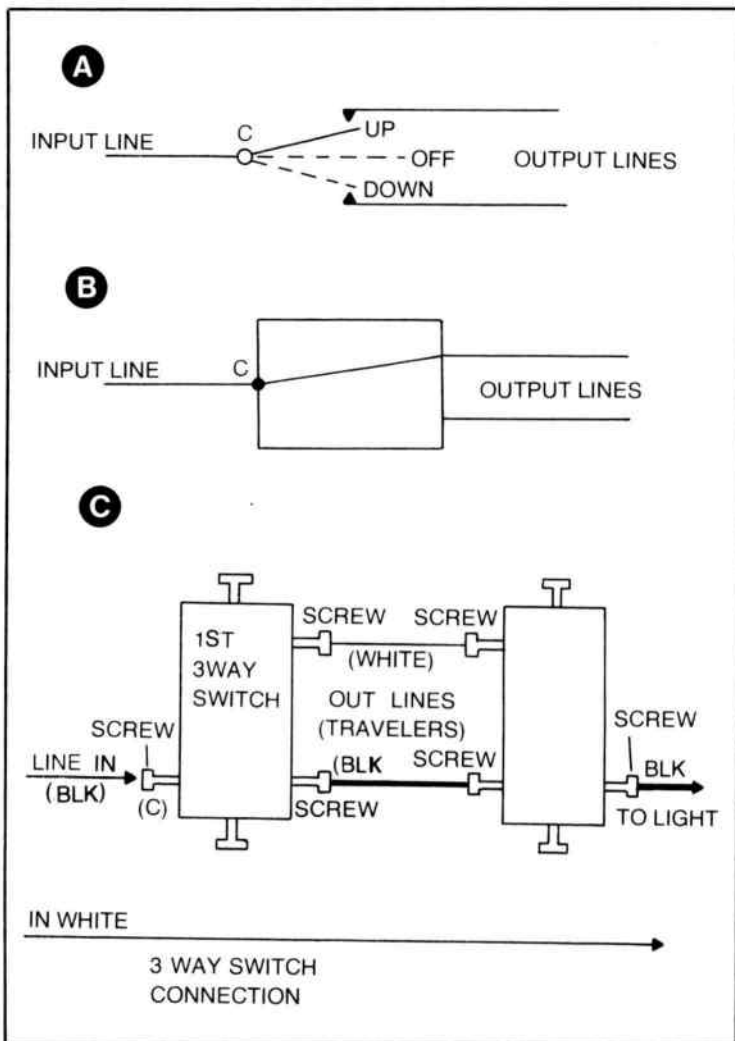 A
INPUT LINE
C
UP
OFF
DOWN
OUTPUT LINES
B
INPUT LINE
C
OUTPUT LINES
C
1ST
3WAY
SWITCH
SCREW
SCREW
(WHITE)
OUT LINES
(TRAVELERS)
(BLK
SCREW
SCREW
SCREW
LINE IN
(BLK)
(C)
SCREW
BLK
TO LIGHT
IN WHITE
3 WAY SWITCH
CONNECTION